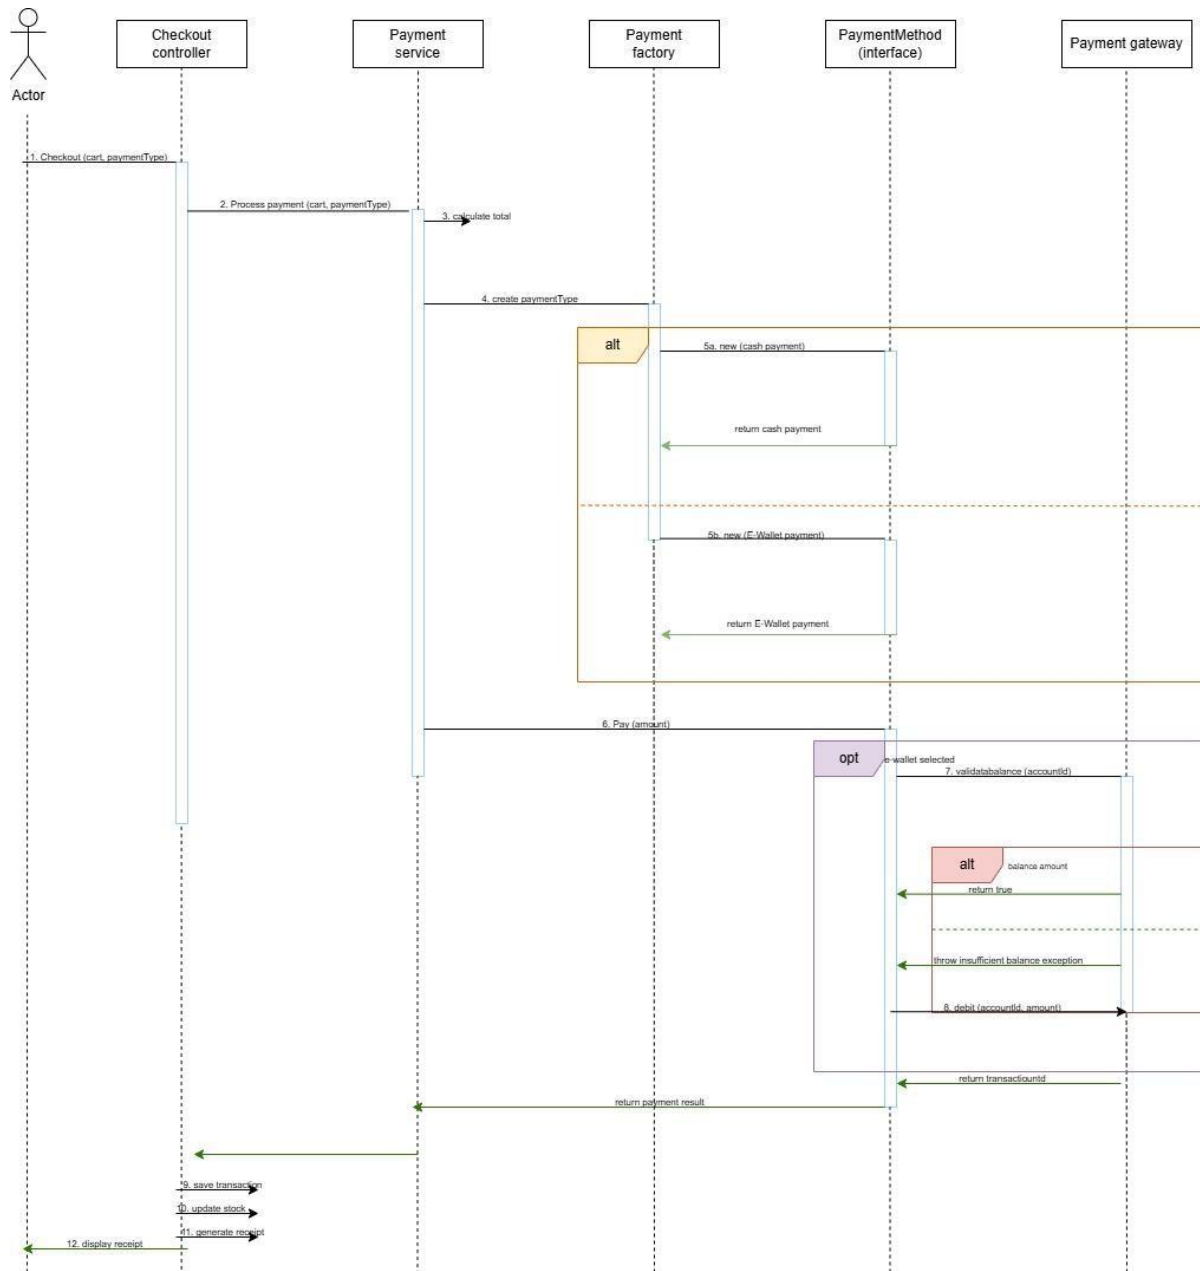 Checkout
controller
Payment
service
Payment
factory
PaymentMethod
(interface)
Payment gateway
Actor
1. Checkout (cart, paymentType)
2. Process payment (cart, paymentType)
3. calculate total
4. create paymentType
alt
5a. new (cash payment)
return cash payment
5b. new (E-Wallet payment)
return E-Wallet payment
6. Pay (amount)
opt
e-wallet selected
7. validatabalance (accountId)
alt
balance amount
return true
throw insufficient balance exception
8. debit (accountId, amount)
return transactiountd
return payment result
9. save transaction
10. update stock
11. generate receipt
12. display receipt